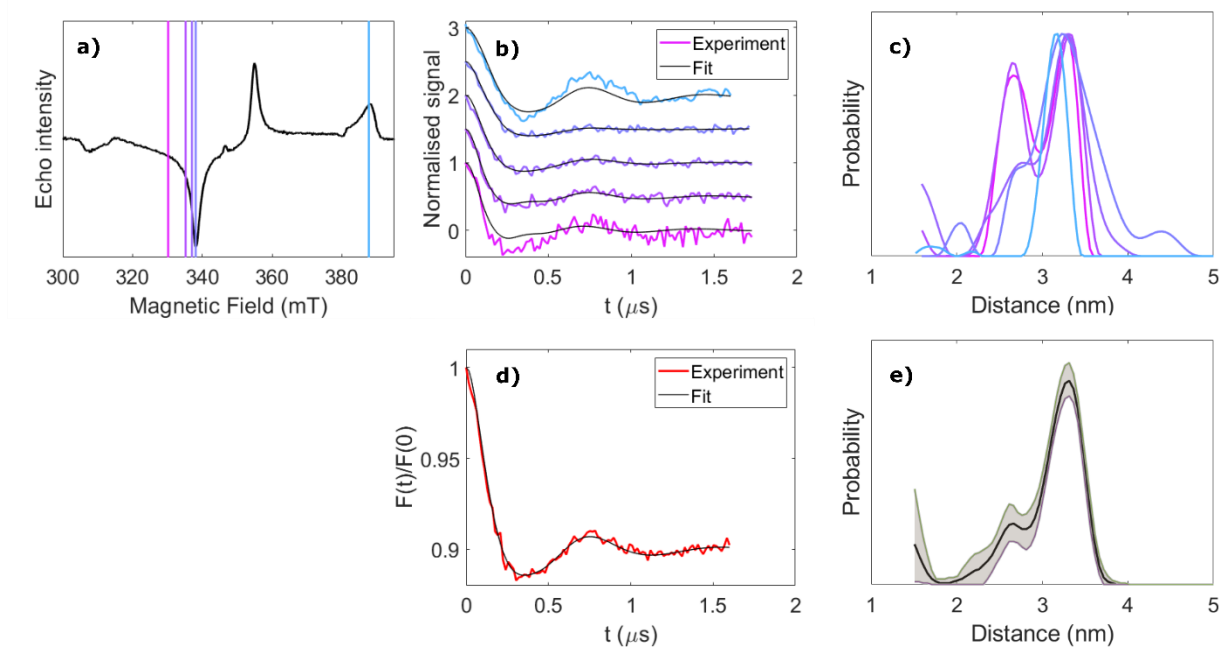 a)
Echo intensity
300
320
340
360
380
Magnetic Field (mT)
b)
Experiment
Fit
Normalised signal
3
2
1
0
0
0.5
1
1.5
2
t (μs)
c)
Probability
1
2
3
4
5
Distance (nm)
d)
Experiment
Fit
F(t)/F(0)
1
0.95
0.9
0
0.5
1
1.5
2
t (μs)
e)
Probability
1
2
3
4
5
Distance (nm)